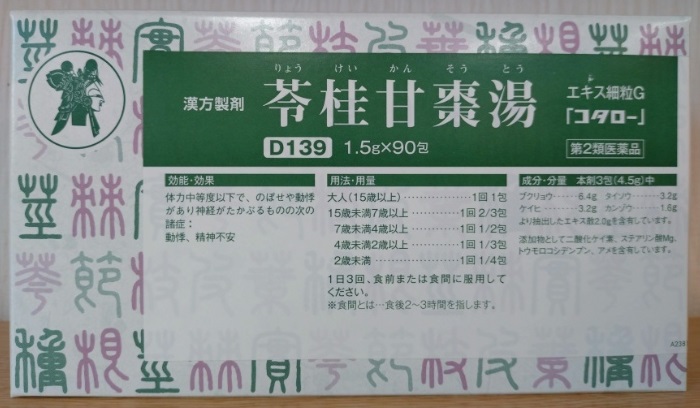 りょう けい かん そう とう
漢方製剤 苓桂甘棗湯 エキス細粒G
「コタロー」
D139 1.5g×90包 第2類医薬品
効能・効果
体力中等度以下で、のぼせや動悸
があり神経がたかぶるものの次の
諸症：
動悸、精神不安
用法・用量
大人(15歳以上)…………………1回1包
15歳未満7歳以上…………………1回2/3包
7歳未満4歳以上…………………1回1/2包
4歳未満2歳以上…………………1回1/3包
2歳未満…………………1回1/4包
1日3回、食前または食間に服用して
ください。
※食間とは…食後2〜3時間を指します。
成分・分量 本剤3包(4.5g)中
ブクリョウ………6.4g タイソウ………3.2g
ケイヒ………3.2g カンゾウ………1.6g
より抽出したエキス散2.0gを含有しています。
添加物として二酸化ケイ素、ステアリン酸Mg、
トウモロコシデンプン、アメを含有しています。